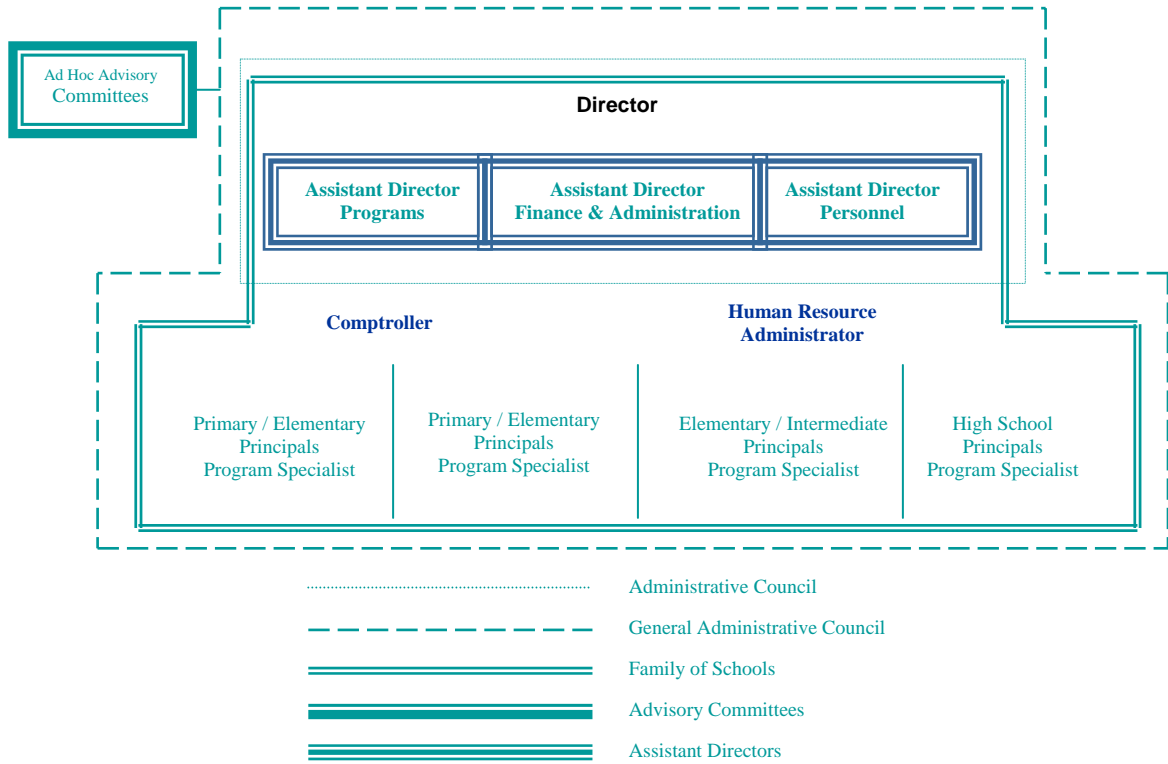 Ad Hoc Advisory
Committees
Director
Assistant Director
Programs
Assistant Director
Finance & Administration
Assistant Director
Personnel
Comptroller
Human Resource
Administrator
Primary / Elementary
Principals
Program Specialist
Primary / Elementary
Principals
Program Specialist
Elementary / Intermediate
Principals
Program Specialist
High School
Principals
Program Specialist
Administrative Council
General Administrative Council
Family of Schools
Advisory Committees
Assistant Directors